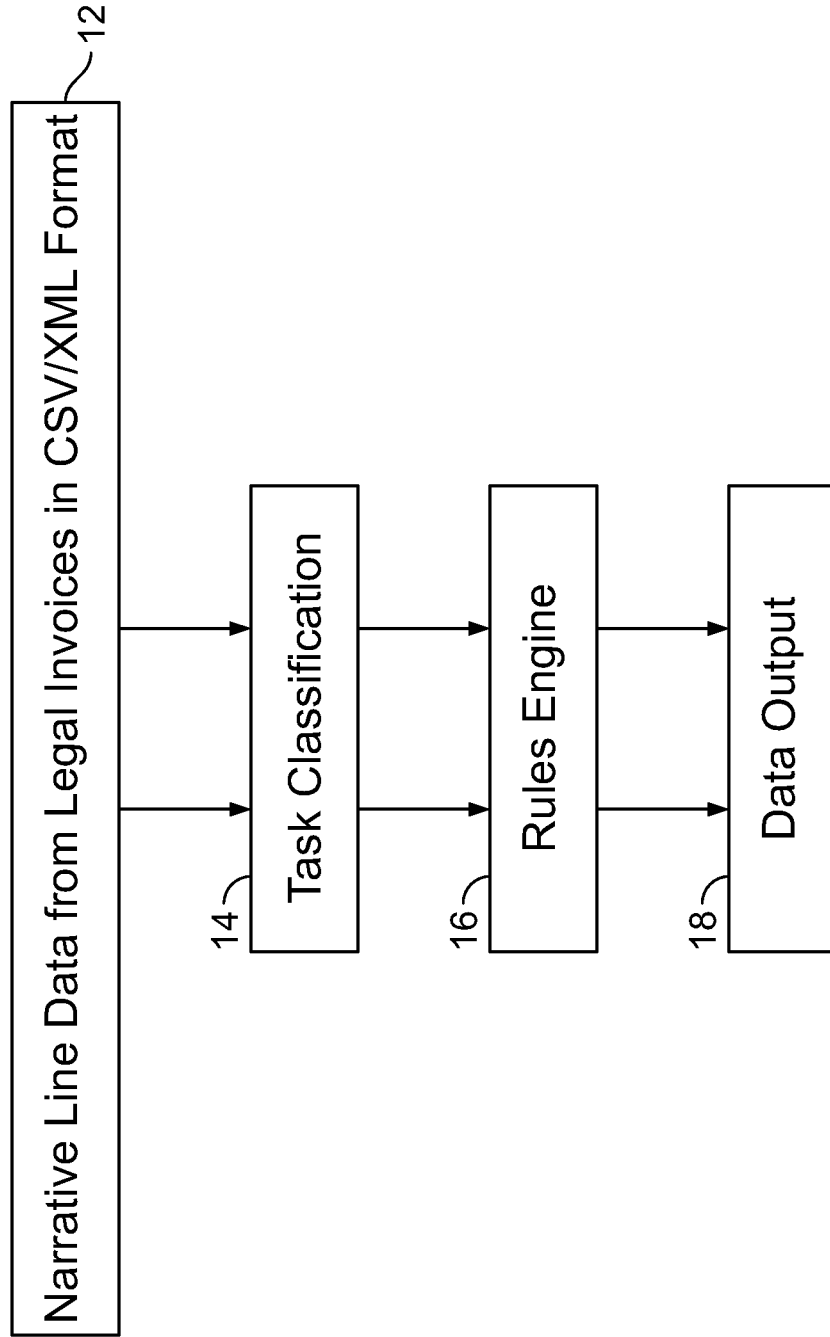 Narrative Line Data from Legal Invoices in CSV/XML Format
12
14
Task Classification
16
Rules Engine
18
Data Output